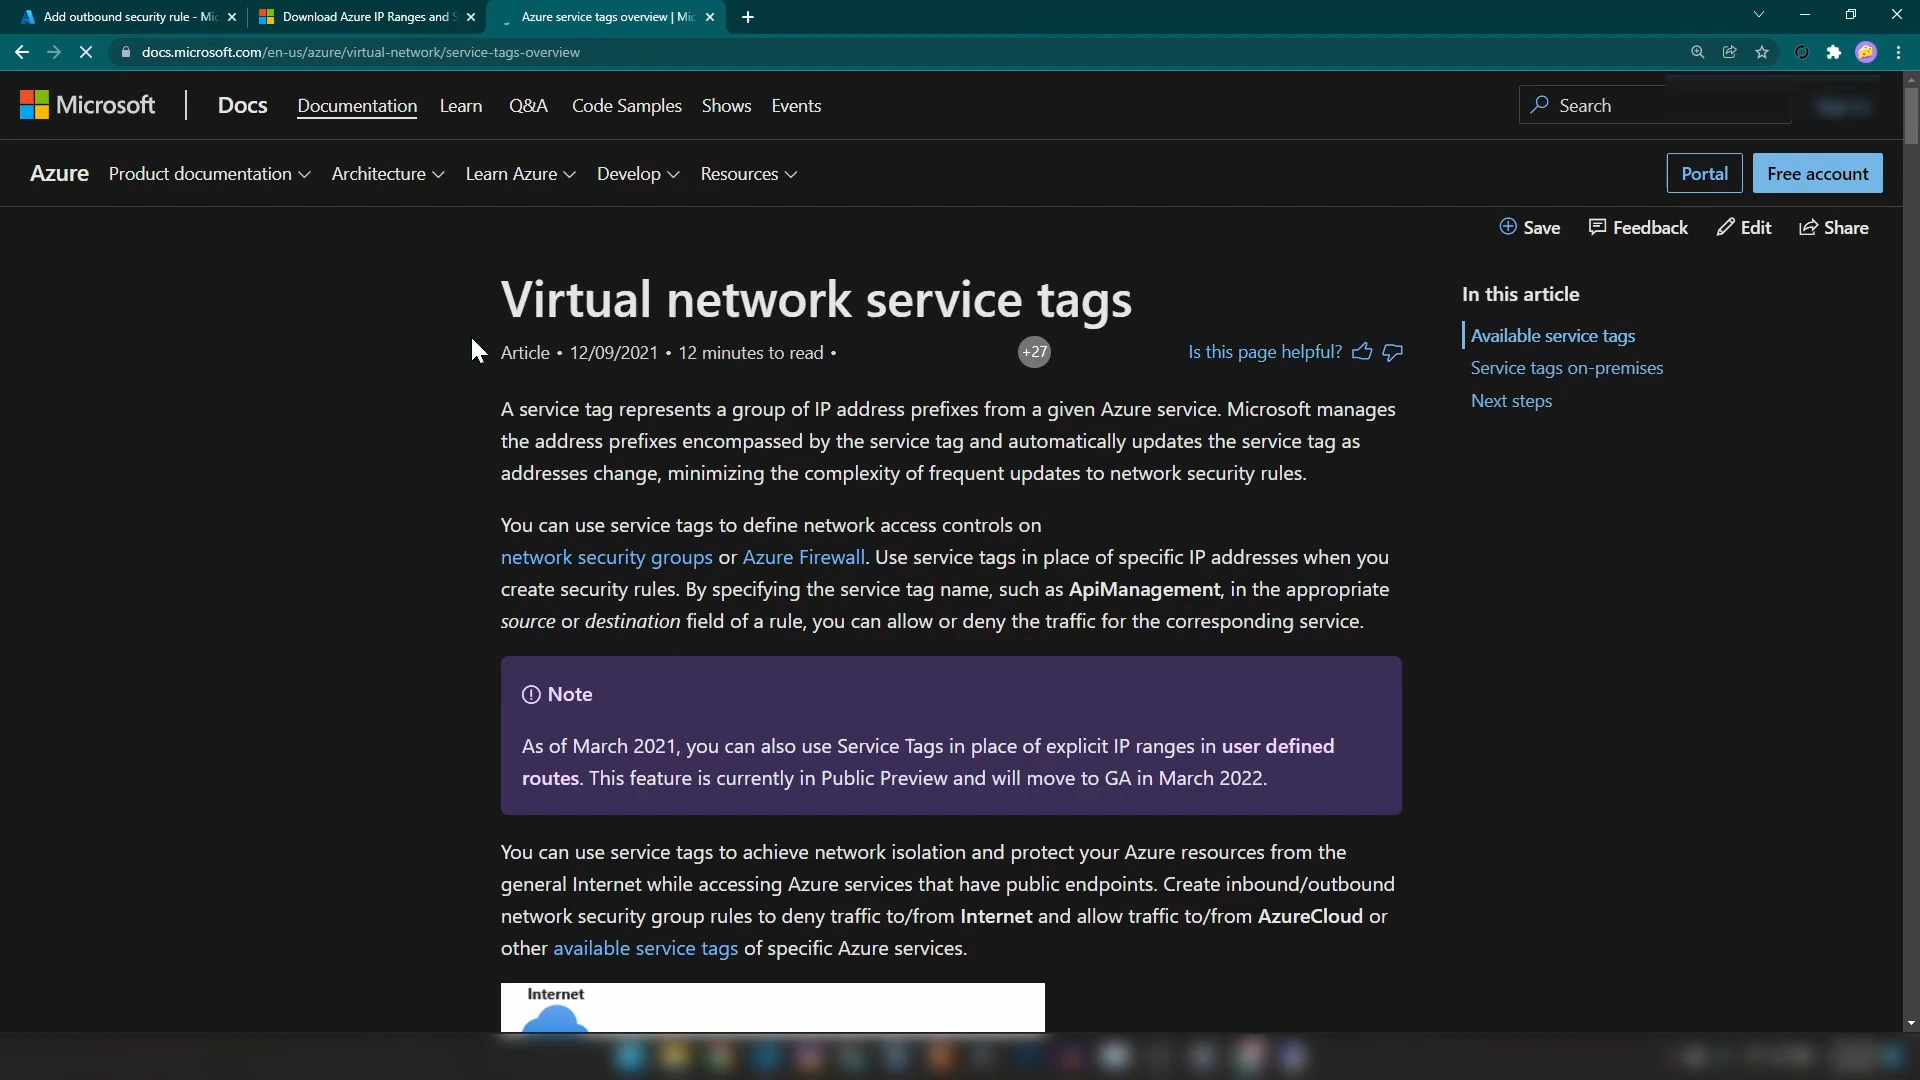 Add outbound security rule - Mi
Download Azure IP Ranges and S
Azure service tags overview | Mic
docs.microsoft.com/en-us/azure/virtual-network/service-tags-overview
Microsoft
Docs
Documentation
Learn
Q&A
Code Samples
Shows
Events
Search
Azure
Product documentation
Architecture
Learn Azure
Develop
Resources
Portal
Free account
Save
Feedback
Edit
Share
Virtual network service tags
Article • 12/09/2021 • 12 minutes to read •
+27
Is this page helpful?
A service tag represents a group of IP address prefixes from a given Azure service. Microsoft manages
the address prefixes encompassed by the service tag and automatically updates the service tag as
addresses change, minimizing the complexity of frequent updates to network security rules.
You can use service tags to define network access controls on
network security groups or Azure Firewall. Use service tags in place of specific IP addresses when you
create security rules. By specifying the service tag name, such as ApiManagement, in the appropriate
source or destination field of a rule, you can allow or deny the traffic for the corresponding service.
Note
As of March 2021, you can also use Service Tags in place of explicit IP ranges in user defined
routes. This feature is currently in Public Preview and will move to GA in March 2022.
You can use service tags to achieve network isolation and protect your Azure resources from the
general Internet while accessing Azure services that have public endpoints. Create inbound/outbound
network security group rules to deny traffic to/from Internet and allow traffic to/from AzureCloud or
other available service tags of specific Azure services.
Internet
In this article
Available service tags
Service tags on-premises
Next steps